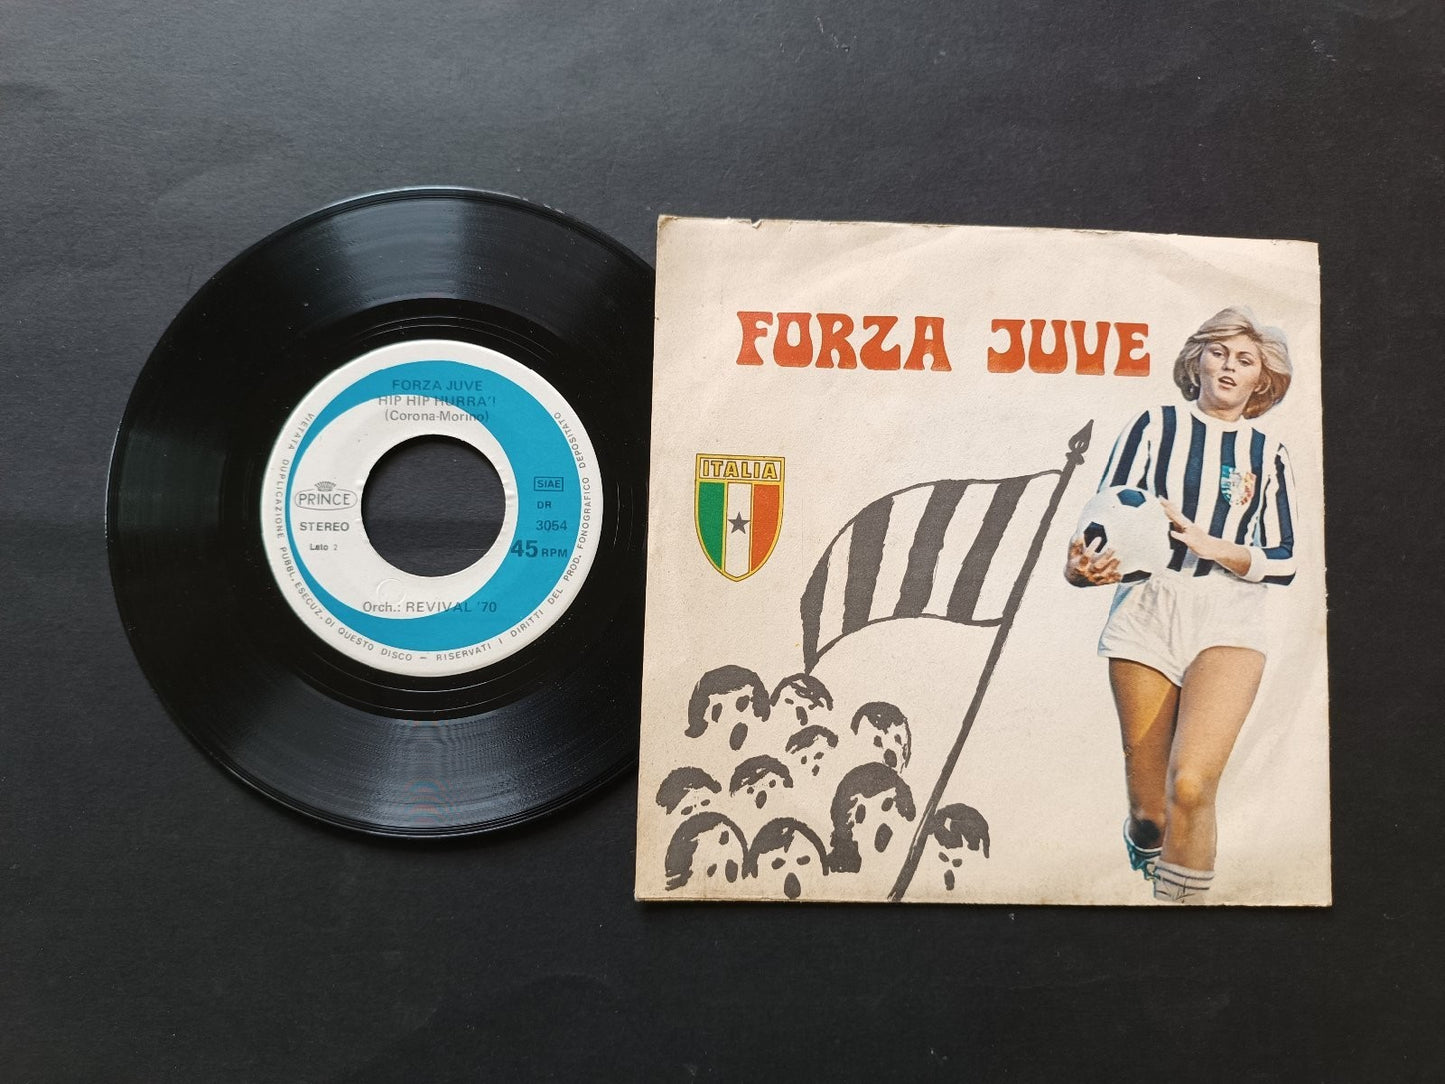 FORZA JUVE
HIP HIP HURRA'!
(Corona-Morino)
PRINCE
STEREO
Lato 2
SIAE
DR
3054
45 RPM
Orch.: REVIVAL '70
VIETATA DUPLICAZIONE PUBBL. ESECUZ. DI QUESTO DISCO — RISERVATI I DIRITTI DEL PROD. FONOGRAFICO DEPOSITATO
FORZA JUVE
ITALIA